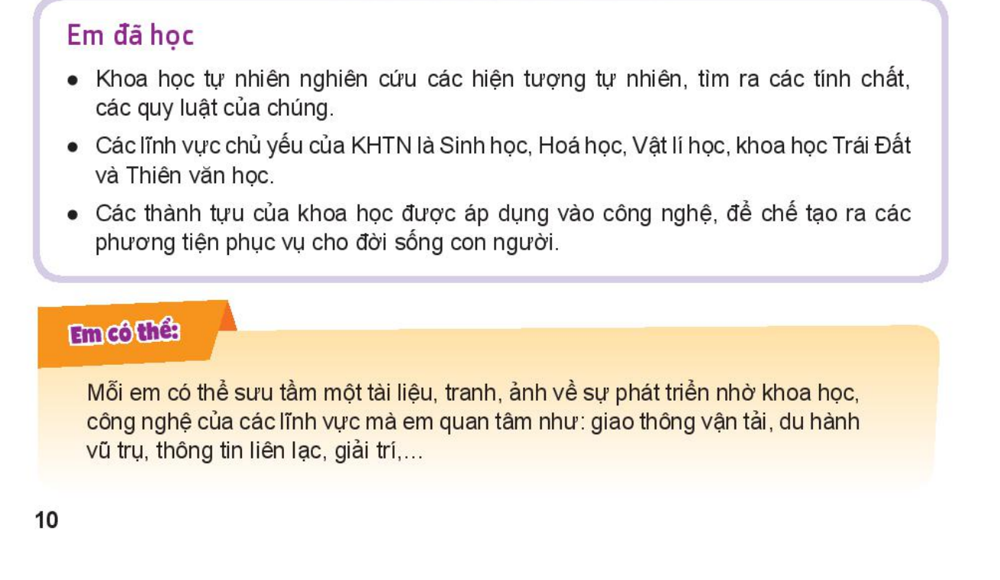 Em đã học
● Khoa học tự nhiên nghiên cứu các hiện tượng tự nhiên, tìm ra các tính chất,
các quy luật của chúng.
● Các lĩnh vực chủ yếu của KHTN là Sinh học, Hoá học, Vật lí học, khoa học Trái Đất
và Thiên văn học.
● Các thành tựu của khoa học được áp dụng vào công nghệ, để chế tạo ra các
phương tiện phục vụ cho đời sống con người.
Em có thể:
Mỗi em có thể sưu tầm một tài liệu, tranh, ảnh về sự phát triển nhờ khoa học,
công nghệ của các lĩnh vực mà em quan tâm như: giao thông vận tải, du hành
vũ trụ, thông tin liên lạc, giải trí,...
10